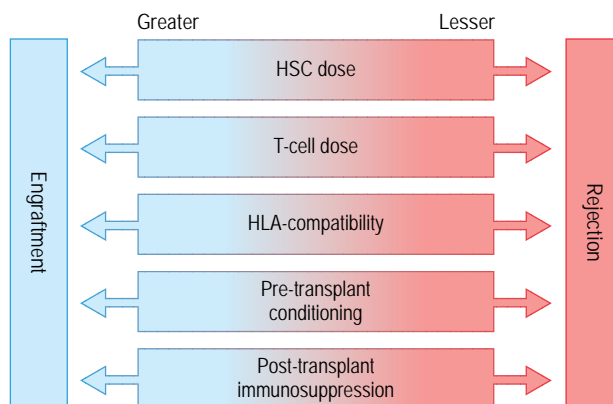 Greater
Lesser
HSC dose
T-cell dose
HLA-compatibility
Pre-transplant
conditioning
Post-transplant
immunosuppression
Engraftment
Rejection